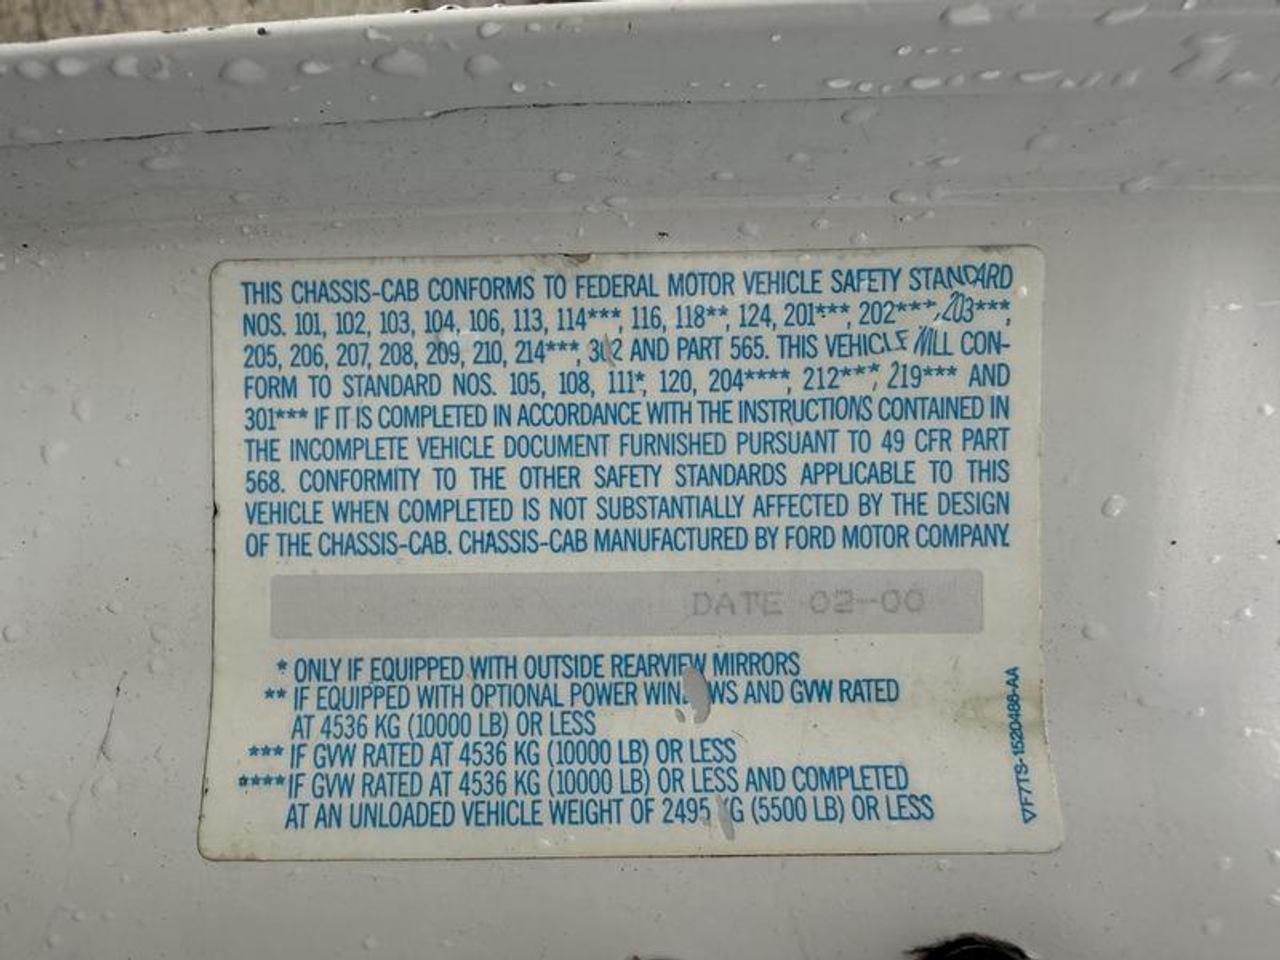 THIS CHASSIS-CAB CONFORMS TO FEDERAL MOTOR VEHICLE SAFETY STANDARD
NOS. 101, 102, 103, 104, 106, 113, 114***, 116, 118**, 124, 201***, 202***, 203***,
205, 206, 207, 208, 209, 210, 214***, 302 AND PART 565. THIS VEHICLE WILL CON-
FORM TO STANDARD NOS. 105, 108, 111*, 120, 204****, 212***, 219*** AND
301*** IF IT IS COMPLETED IN ACCORDANCE WITH THE INSTRUCTIONS CONTAINED IN
THE INCOMPLETE VEHICLE DOCUMENT FURNISHED PURSUANT TO 49 CFR PART
568. CONFORMITY TO THE OTHER SAFETY STANDARDS APPLICABLE TO THIS
VEHICLE WHEN COMPLETED IS NOT SUBSTANTIALLY AFFECTED BY THE DESIGN
OF THE CHASSIS-CAB. CHASSIS-CAB MANUFACTURED BY FORD MOTOR COMPANY.
DATE 02-00
* ONLY IF EQUIPPED WITH OUTSIDE REARVIEW MIRRORS
** IF EQUIPPED WITH OPTIONAL POWER WINDOWS AND GVW RATED
AT 4536 KG (10000 LB) OR LESS
*** IF GVW RATED AT 4536 KG (10000 LB) OR LESS
****IF GVW RATED AT 4536 KG (10000 LB) OR LESS AND COMPLETED
AT AN UNLOADED VEHICLE WEIGHT OF 2495 KG (5500 LB) OR LESS
F7TS-1520488-AA